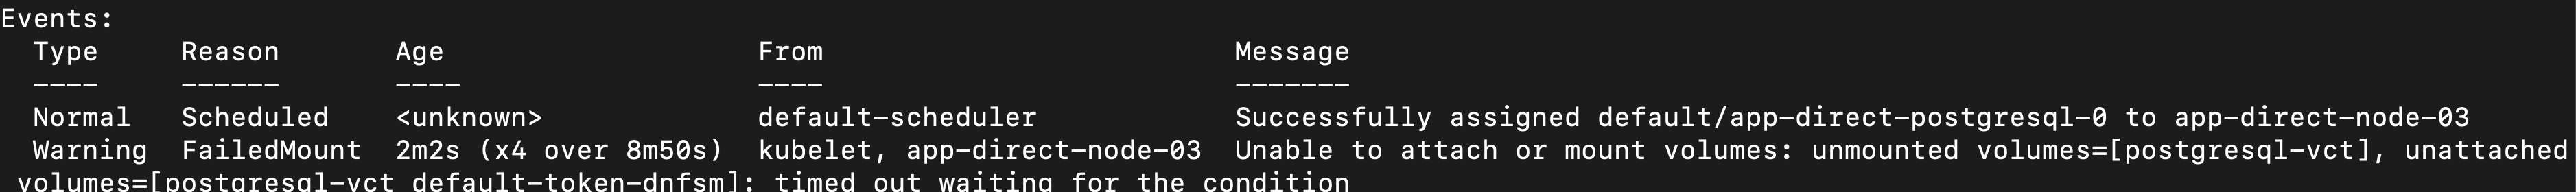 Events:
Type Reason Age From Message
---- ------ ---- ---- -------
Normal Scheduled <unknown> default-scheduler Successfully assigned default/app-direct-postgresql-0 to app-direct-node-03
Warning FailedMount 2m2s (x4 over 8m50s) kubelet, app-direct-node-03 Unable to attach or mount volumes: unmounted volumes=[postgresql-vct], unattached
volumes=[postgresql-vct default-token-dnfsm]: timed out waiting for the condition